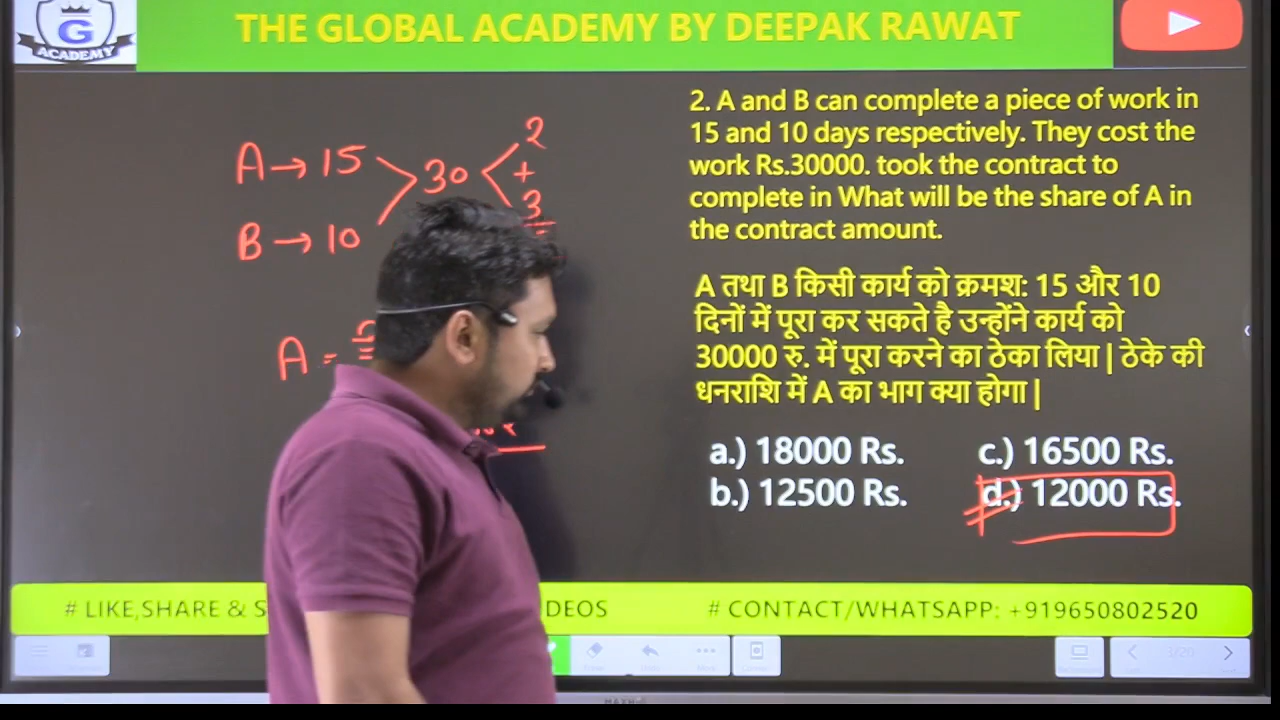 G
ACADEMY
THE GLOBAL ACADEMY BY DEEPAK RAWAT
A → 15
B → 10
30
2
+
3
A =
2. A and B can complete a piece of work in
15 and 10 days respectively. They cost the
work Rs.30000. took the contract to
complete in What will be the share of A in
the contract amount.
A तथा B किसी कार्य को क्रमश: 15 और 10
दिनों में पूरा कर सकते है उन्होंने कार्य को
30000 रु. में पूरा करने का ठेका लिया | ठेके की
धनराशि में A का भाग क्या होगा |
a.) 18000 Rs. c.) 16500 Rs.
b.) 12500 Rs. d.) 12000 Rs.
# LIKE,SHARE & # CONTACT/WHATSAPP: +919650802520
3/20